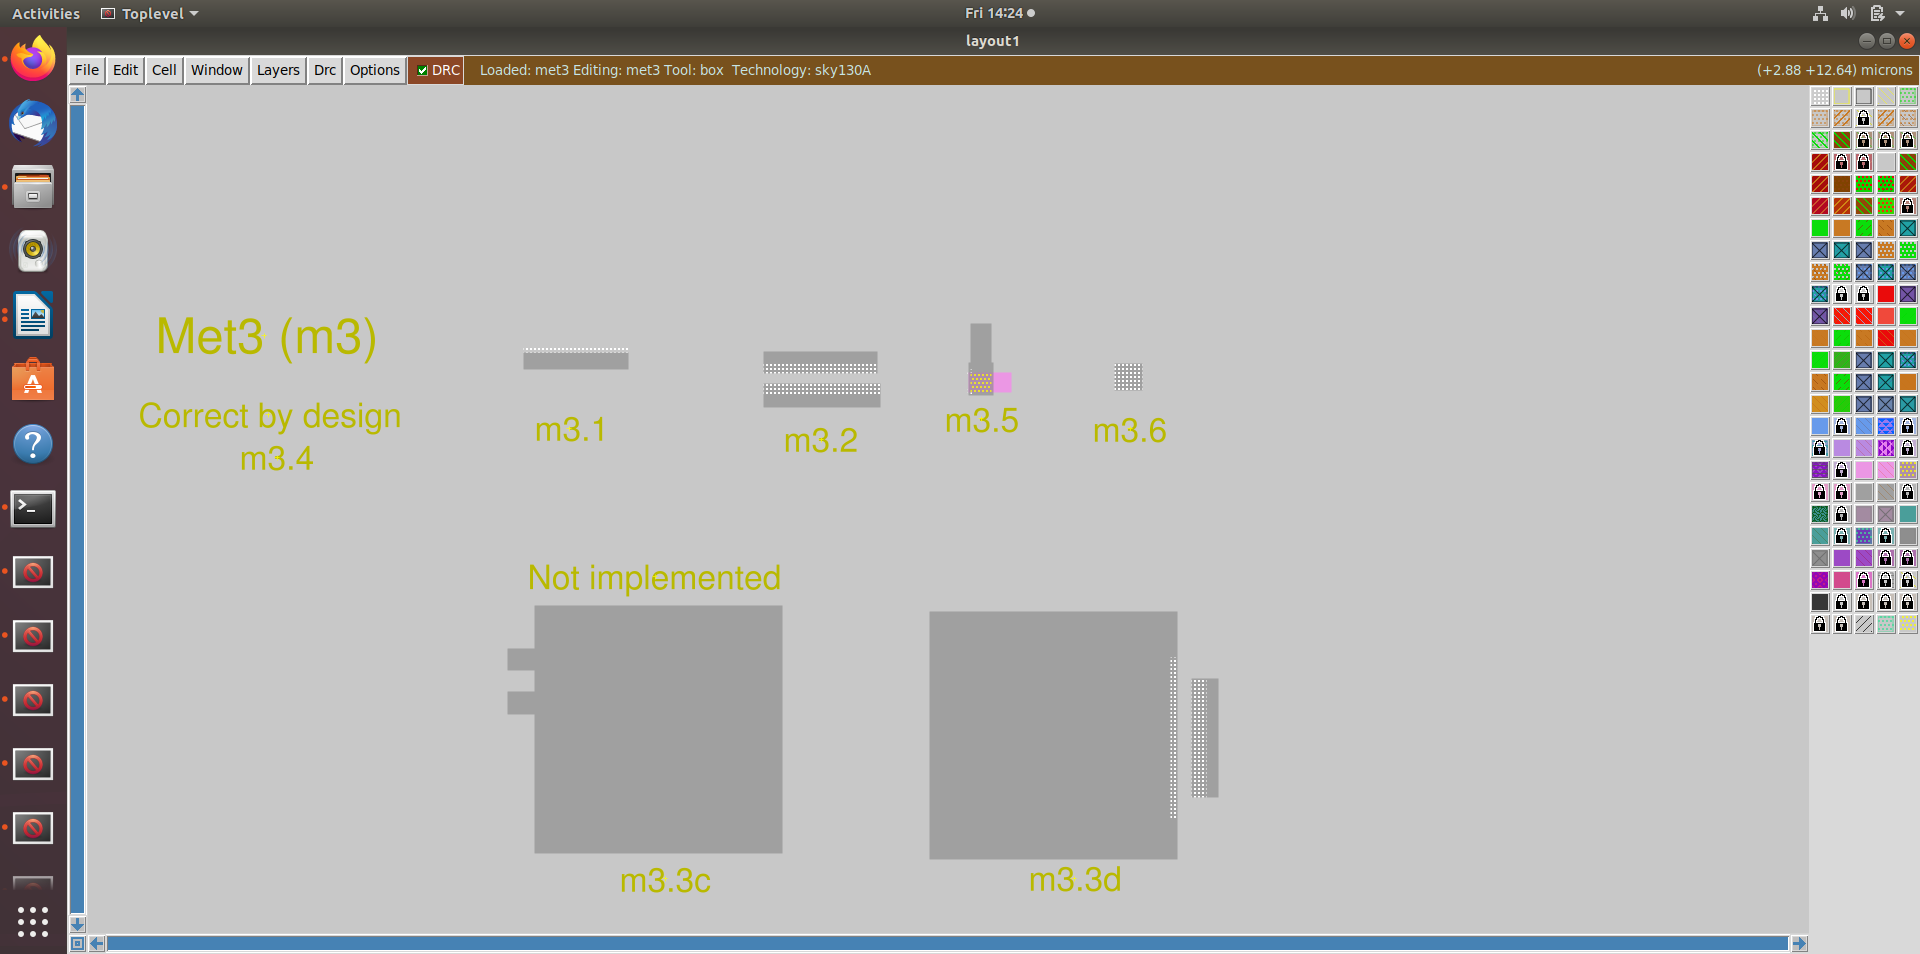 Activities
Toplevel
Fri 14:24
layout1
File Edit Cell Window Layers Drc Options DRC Loaded: met3 Editing: met3 Tool: box Technology: sky130A (+2.88 +12.64) microns
Met3 (m3)
Correct by design
m3.4
m3.1
m3.2
m3.5
m3.6
Not implemented
m3.3c
m3.3d